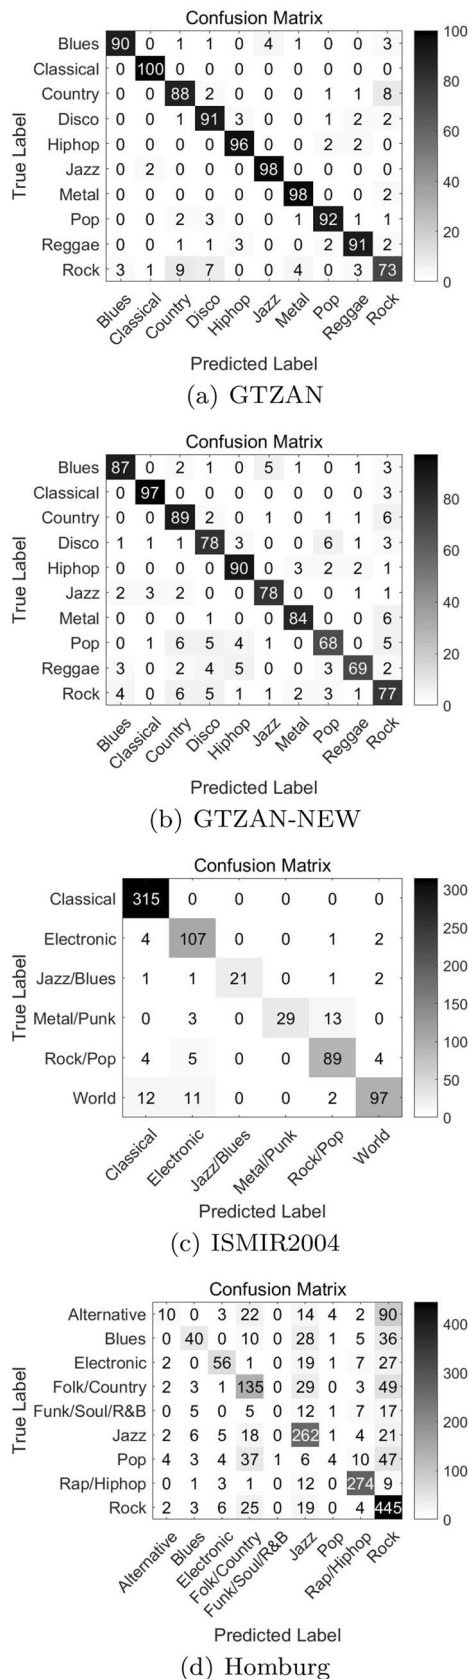 Confusion Matrix
Blues 90 0 1 1 0 4 1 0 0 3
Classical 0 100 0 0 0 0 0 0 0 0
Country 0 0 88 2 0 0 0 1 1 8
Disco 0 0 1 91 3 0 0 1 2 2
Hiphop 0 0 0 0 96 0 0 2 2 0
Jazz 0 2 0 0 0 98 0 0 0 0
Metal 0 0 0 0 0 0 98 0 0 2
Pop 0 0 2 3 0 0 1 92 1 1
Reggae 0 0 1 1 3 0 0 2 91 2
Rock 3 1 9 7 0 0 4 0 3 73
True Label
Blues Classical Country Disco Hiphop Jazz Metal Pop Reggae Rock
Predicted Label
100
80
60
40
20
0
(a) GTZAN
Confusion Matrix
Blues 87 0 2 1 0 5 1 0 1 3
Classical 0 97 0 0 0 0 0 0 0 3
Country 0 0 89 2 0 1 0 1 1 6
Disco 1 1 1 78 3 0 0 6 1 3
Hiphop 0 0 0 0 90 0 3 2 2 1
Jazz 2 3 2 0 0 78 0 0 1 1
Metal 0 0 0 1 0 0 84 0 0 6
Pop 0 1 6 5 4 1 0 68 0 5
Reggae 3 0 2 4 5 0 0 3 69 2
Rock 4 0 6 5 1 1 2 3 1 77
True Label
Blues Classical Country Disco Hiphop Jazz Metal Pop Reggae Rock
Predicted Label
80
60
40
20
0
(b) GTZAN-NEW
Confusion Matrix
Classical 315 0 0 0 0 0
Electronic 4 107 0 0 1 2
Jazz/Blues 1 1 21 0 1 2
Metal/Punk 0 3 0 29 13 0
Rock/Pop 4 5 0 0 89 4
World 12 11 0 0 2 97
True Label
Classical Electronic Jazz/Blues Metal/Punk Rock/Pop World
Predicted Label
300
250
200
150
100
50
0
(c) ISMIR2004
Confusion Matrix
Alternative 10 0 3 22 0 14 4 2 90
Blues 0 40 0 10 0 28 1 5 36
Electronic 2 0 56 1 0 19 1 7 27
Folk/Country 2 3 1 135 0 29 0 3 49
Funk/Soul/R&B 0 5 0 5 0 12 1 7 17
Jazz 2 6 5 18 0 262 1 4 21
Pop 4 3 4 37 1 6 4 10 47
Rap/Hiphop 0 1 3 1 0 12 0 274 9
Rock 2 3 6 25 0 19 0 4 445
True Label
Alternative Blues Electronic Folk/Country Funk/Soul/R&B Jazz Pop Rap/Hiphop Rock
Predicted Label
400
300
200
100
0
(d) Homburg